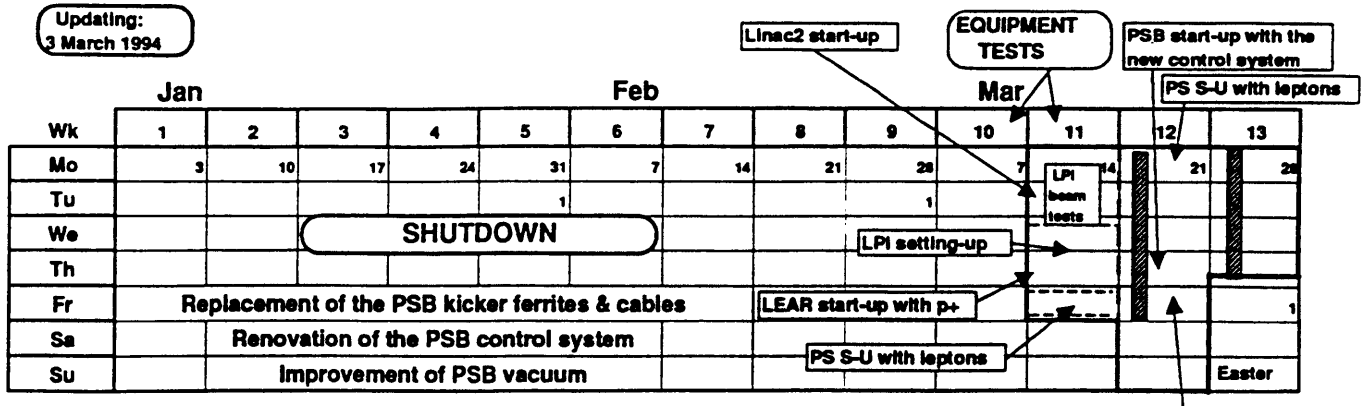 Updating:
3 March 1994
Linac2 start-up
EQUIPMENT
TESTS
PSB start-up with the
new control system
PS S-U with leptons
Jan Feb Mar
Wk 1 2 3 4 5 6 7 8 9 10 11 12 13
Mo 3 10 17 24 31 7 14 21 28 7 14 21 28
LPI
beam
tests
Tu 1 1
We SHUTDOWN
LPI setting-up
Th
Fr Replacement of the PSB kicker ferrites & cables LEAR start-up with p+ 1
Sa Renovation of the PSB control system
PS S-U with leptons
Su Improvement of PSB vacuum Easter